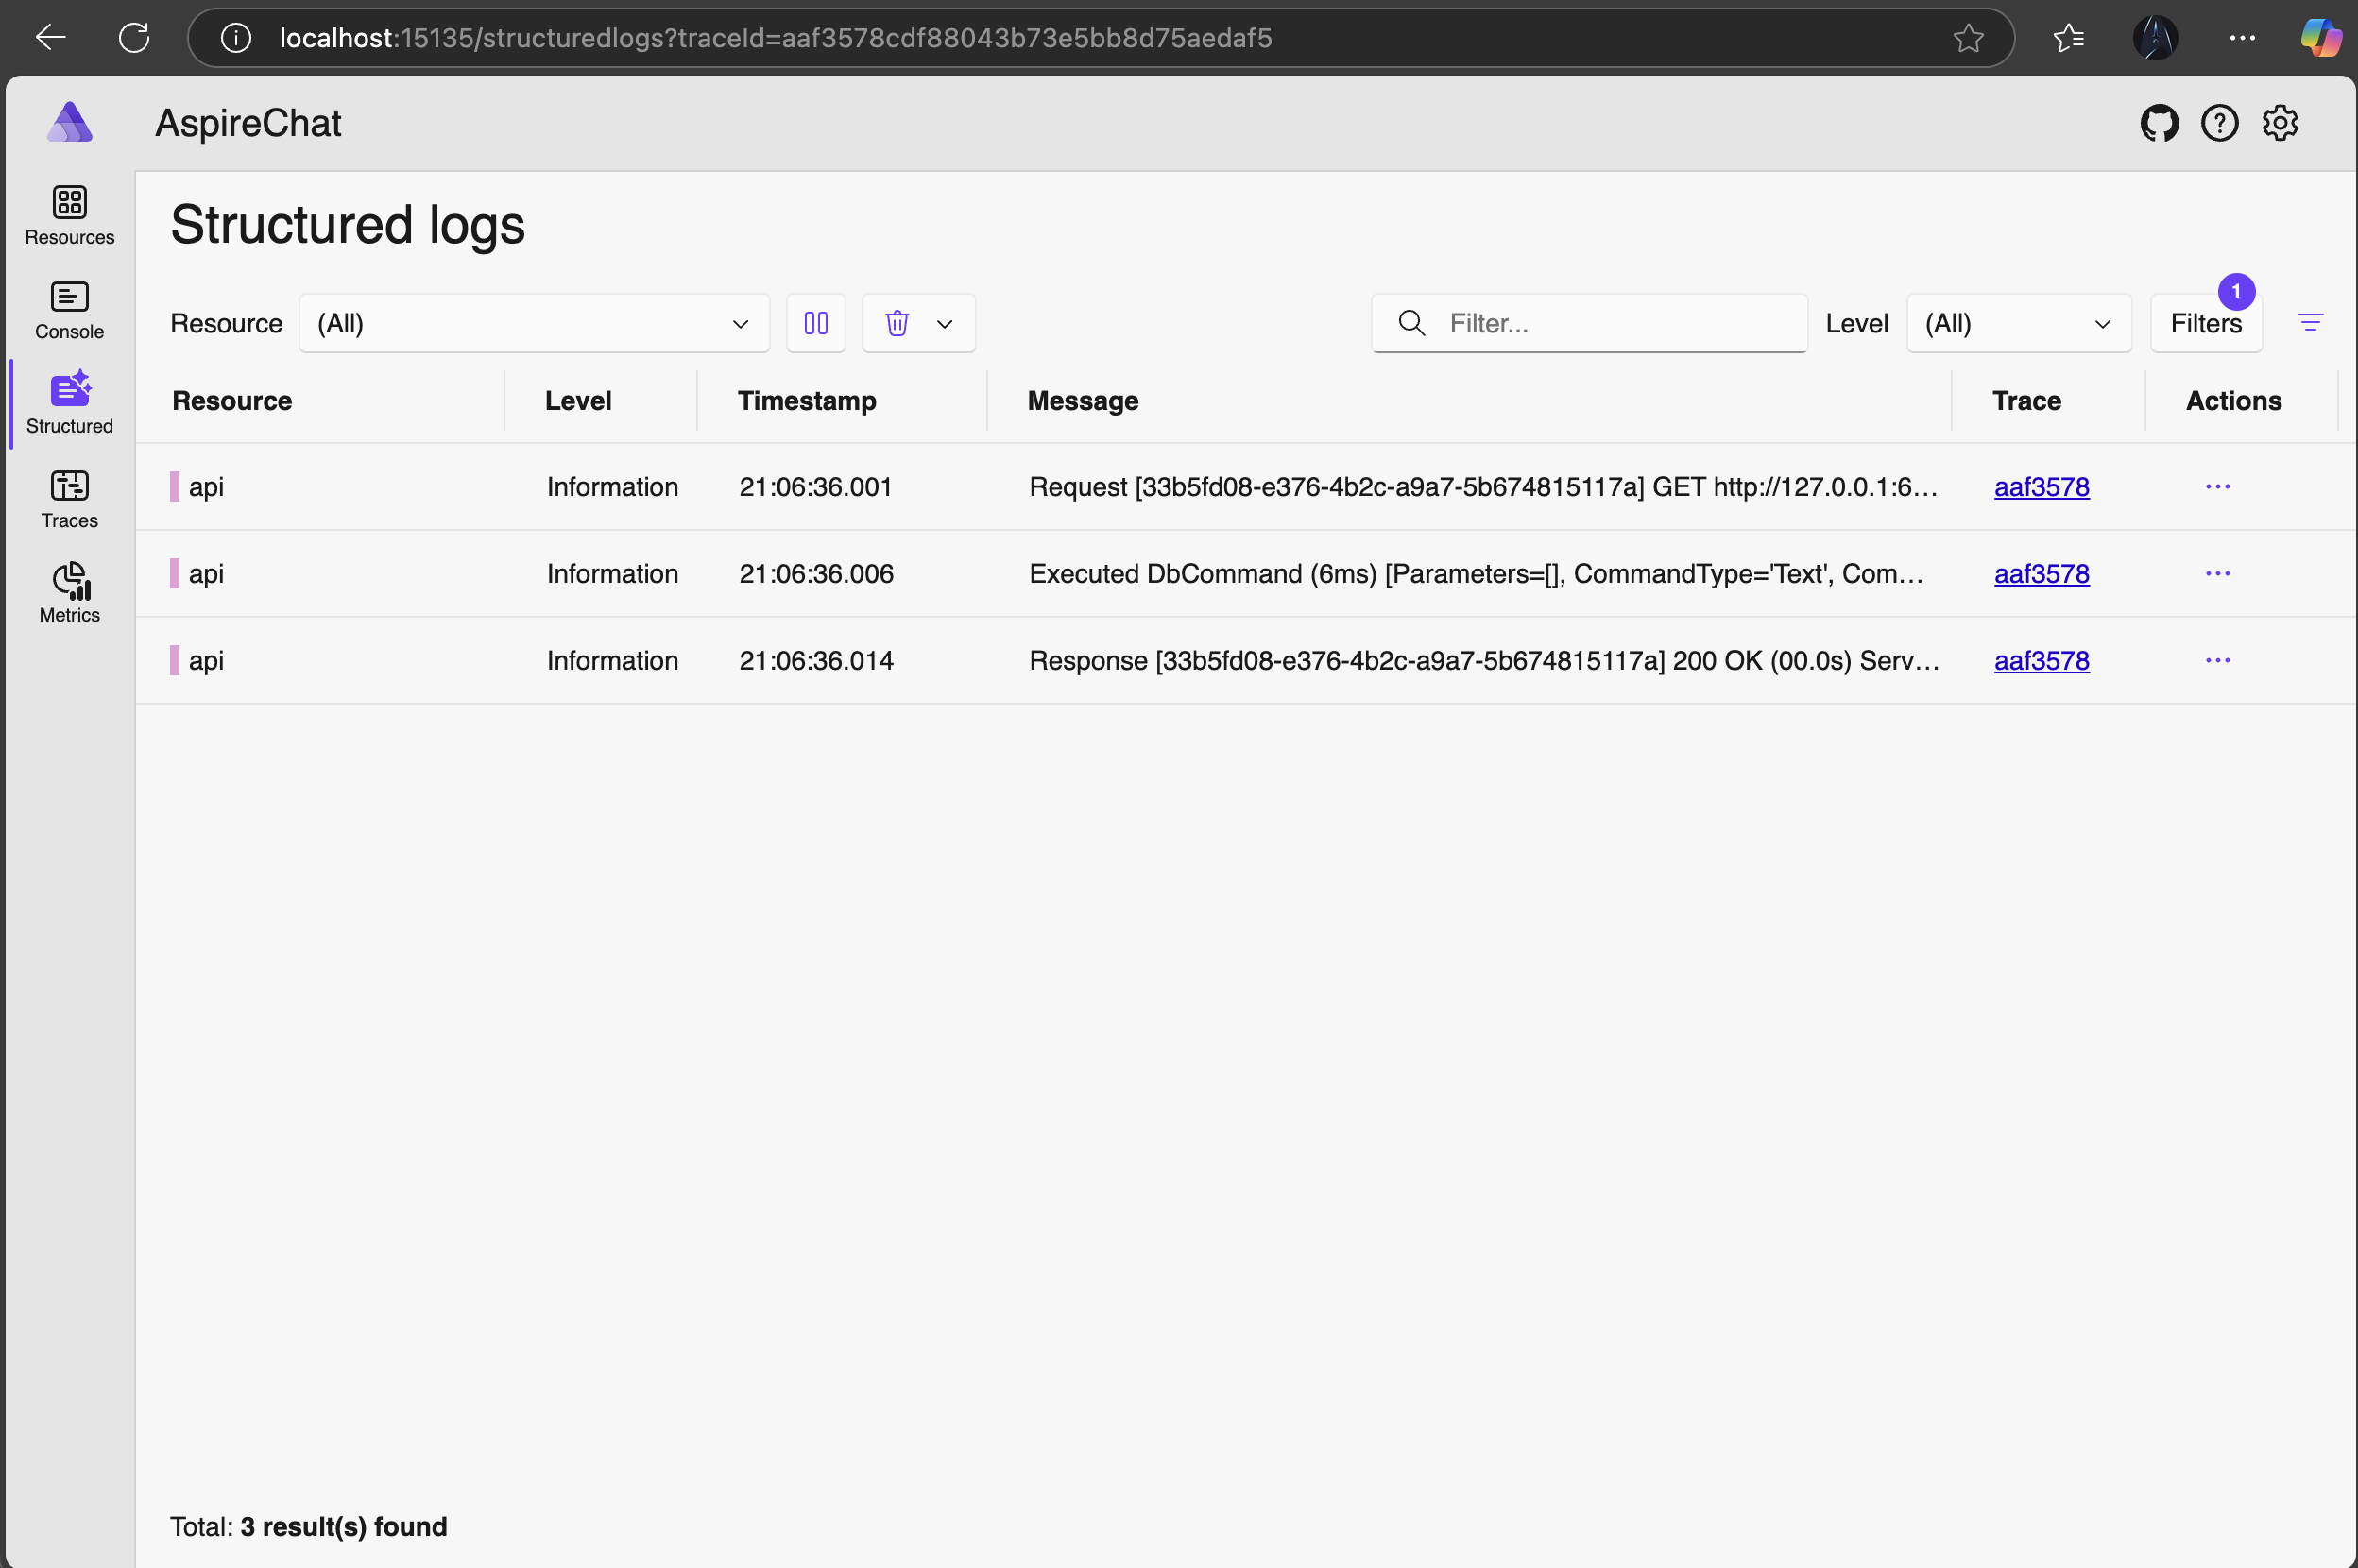 localhost:15135/structuredlogs?traceId=aaf3578cdf88043b73e5bb8d75aedaf5
AspireChat
Resources
Console
Structured
Traces
Metrics
Structured logs
Resource (All) Filter... Level (All) Filters 1
Resource Level Timestamp Message Trace Actions
api Information 21:06:36.001 Request [33b5fd08-e376-4b2c-a9a7-5b674815117a] GET http://127.0.0.1:6… aaf3578
api Information 21:06:36.006 Executed DbCommand (6ms) [Parameters=[], CommandType='Text', Com… aaf3578
api Information 21:06:36.014 Response [33b5fd08-e376-4b2c-a9a7-5b674815117a] 200 OK (00.0s) Serv… aaf3578
Total: 3 result(s) found